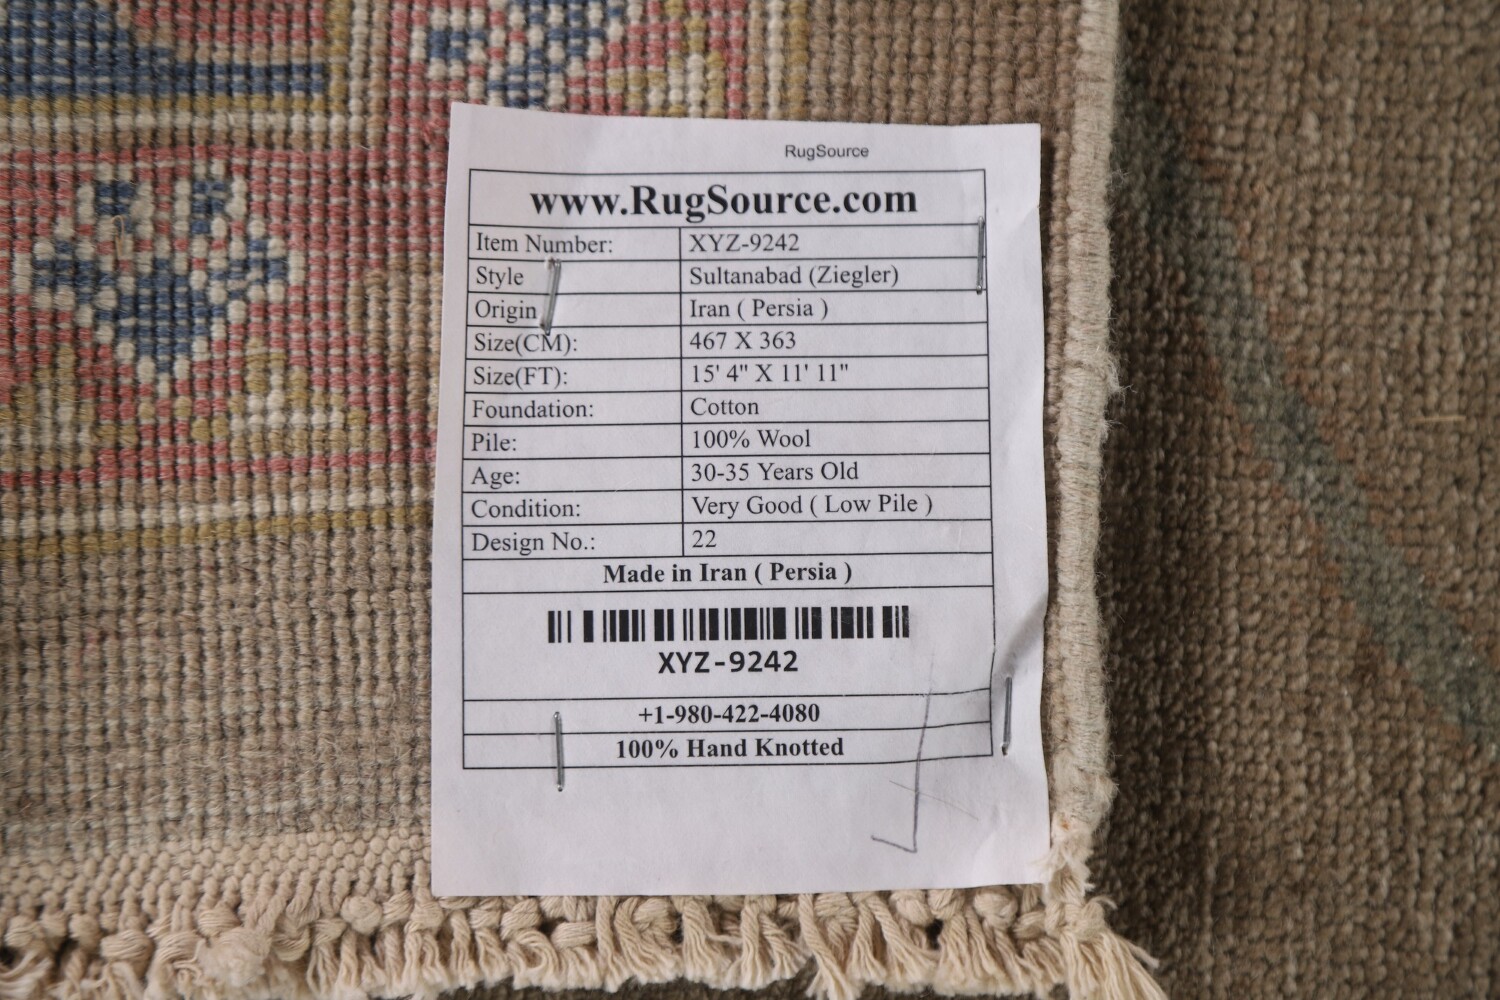 RugSource
www.RugSource.com
Item Number: XYZ-9242
Style Sultanabad (Ziegler)
Origin Iran ( Persia )
Size(CM): 467 X 363
Size(FT): 15' 4" X 11' 11"
Foundation: Cotton
Pile: 100% Wool
Age: 30-35 Years Old
Condition: Very Good ( Low Pile )
Design No.: 22
Made in Iran ( Persia )
XYZ-9242
+1-980-422-4080
100% Hand Knotted